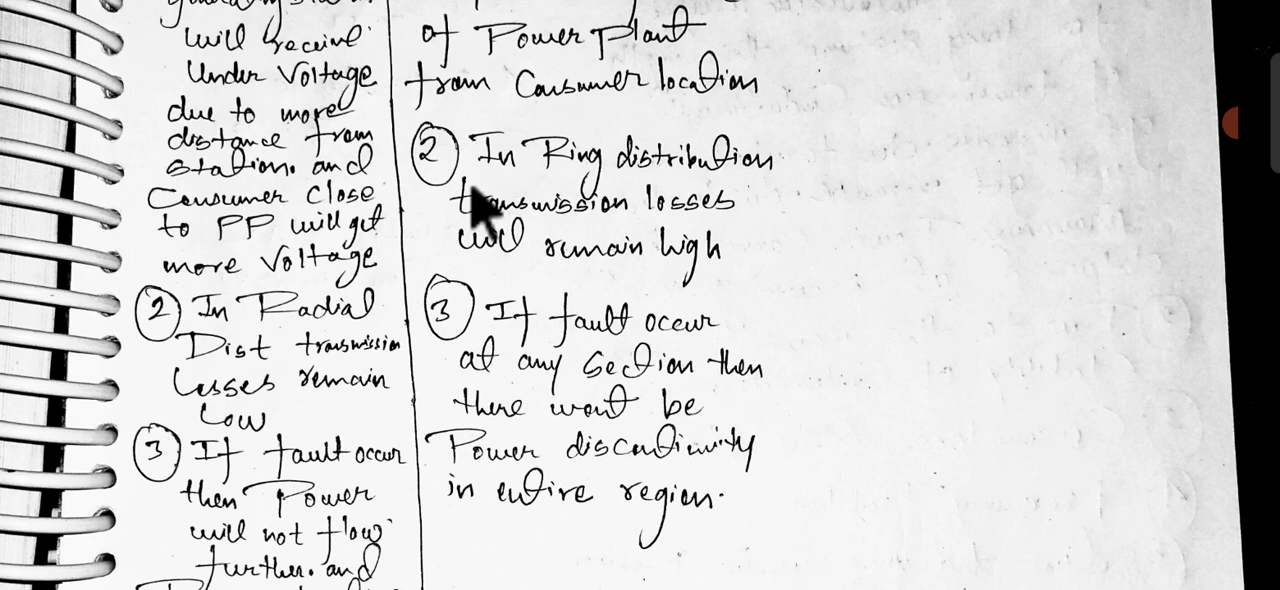 will receive
Under Voltage
due to more
distance from
station. and
Consumer close
to PP will get
more Voltage
2 In Radial
Dist transmission
Losses remain
Low
3 If fault occur
then Power
will not flow
further. and
of Power plant
from Consumer location
2 In Ring distribution
transmission losses
will remain high
3 If fault occur
at any section then
there wont be
Power discontinuity
in entire region.